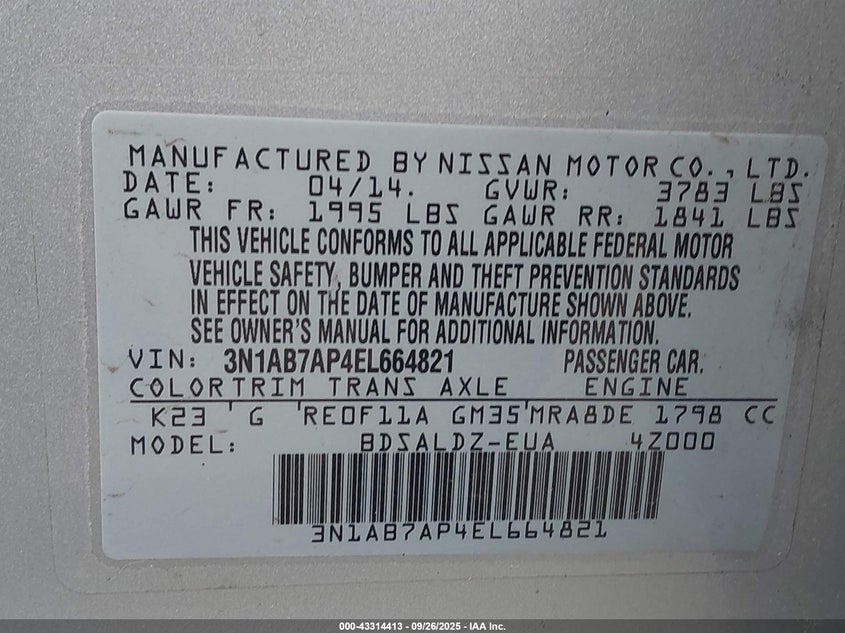 MANUFACTURED BY NISSAN MOTOR CO., LTD.
DATE: 04/14. GVWR: 3783 LBS
GAWR FR: 1995 LBS GAWR RR: 1841 LBS
THIS VEHICLE CONFORMS TO ALL APPLICABLE FEDERAL MOTOR
VEHICLE SAFETY, BUMPER AND THEFT PREVENTION STANDARDS
IN EFFECT ON THE DATE OF MANUFACTURE SHOWN ABOVE.
SEE OWNER'S MANUAL FOR ADDITIONAL INFORMATION.
VIN: 3N1AB7AP4EL664821 PASSENGER CAR.
COLOR TRIM TRANS AXLE ENGINE
K23 G RE0F11A GM35 MRA8DE 1798 CC
MODEL: BDSALDZ-EUA 4Z000
3N1AB7AP4EL664821
000-43314413 - 09/26/2025 - IAA Inc.